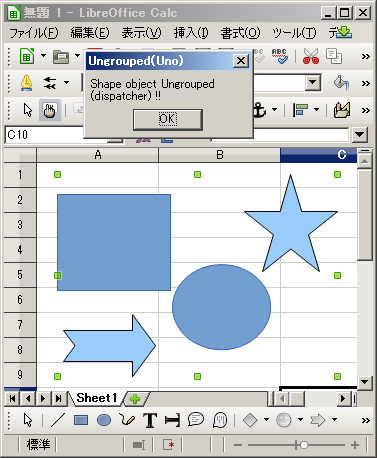 無題 1 - LibreOffice Calc
ファイル(F) 編集(E) 表示(V) 挿入(I) 書式(O) ツール(T) デ
Ungrouped(Uno)
Shape object Ungrouped
(dispatcher) !!
OK
C10
A B C
1
2
3
4
5
6
7
8
9
Sheet1
T
標準